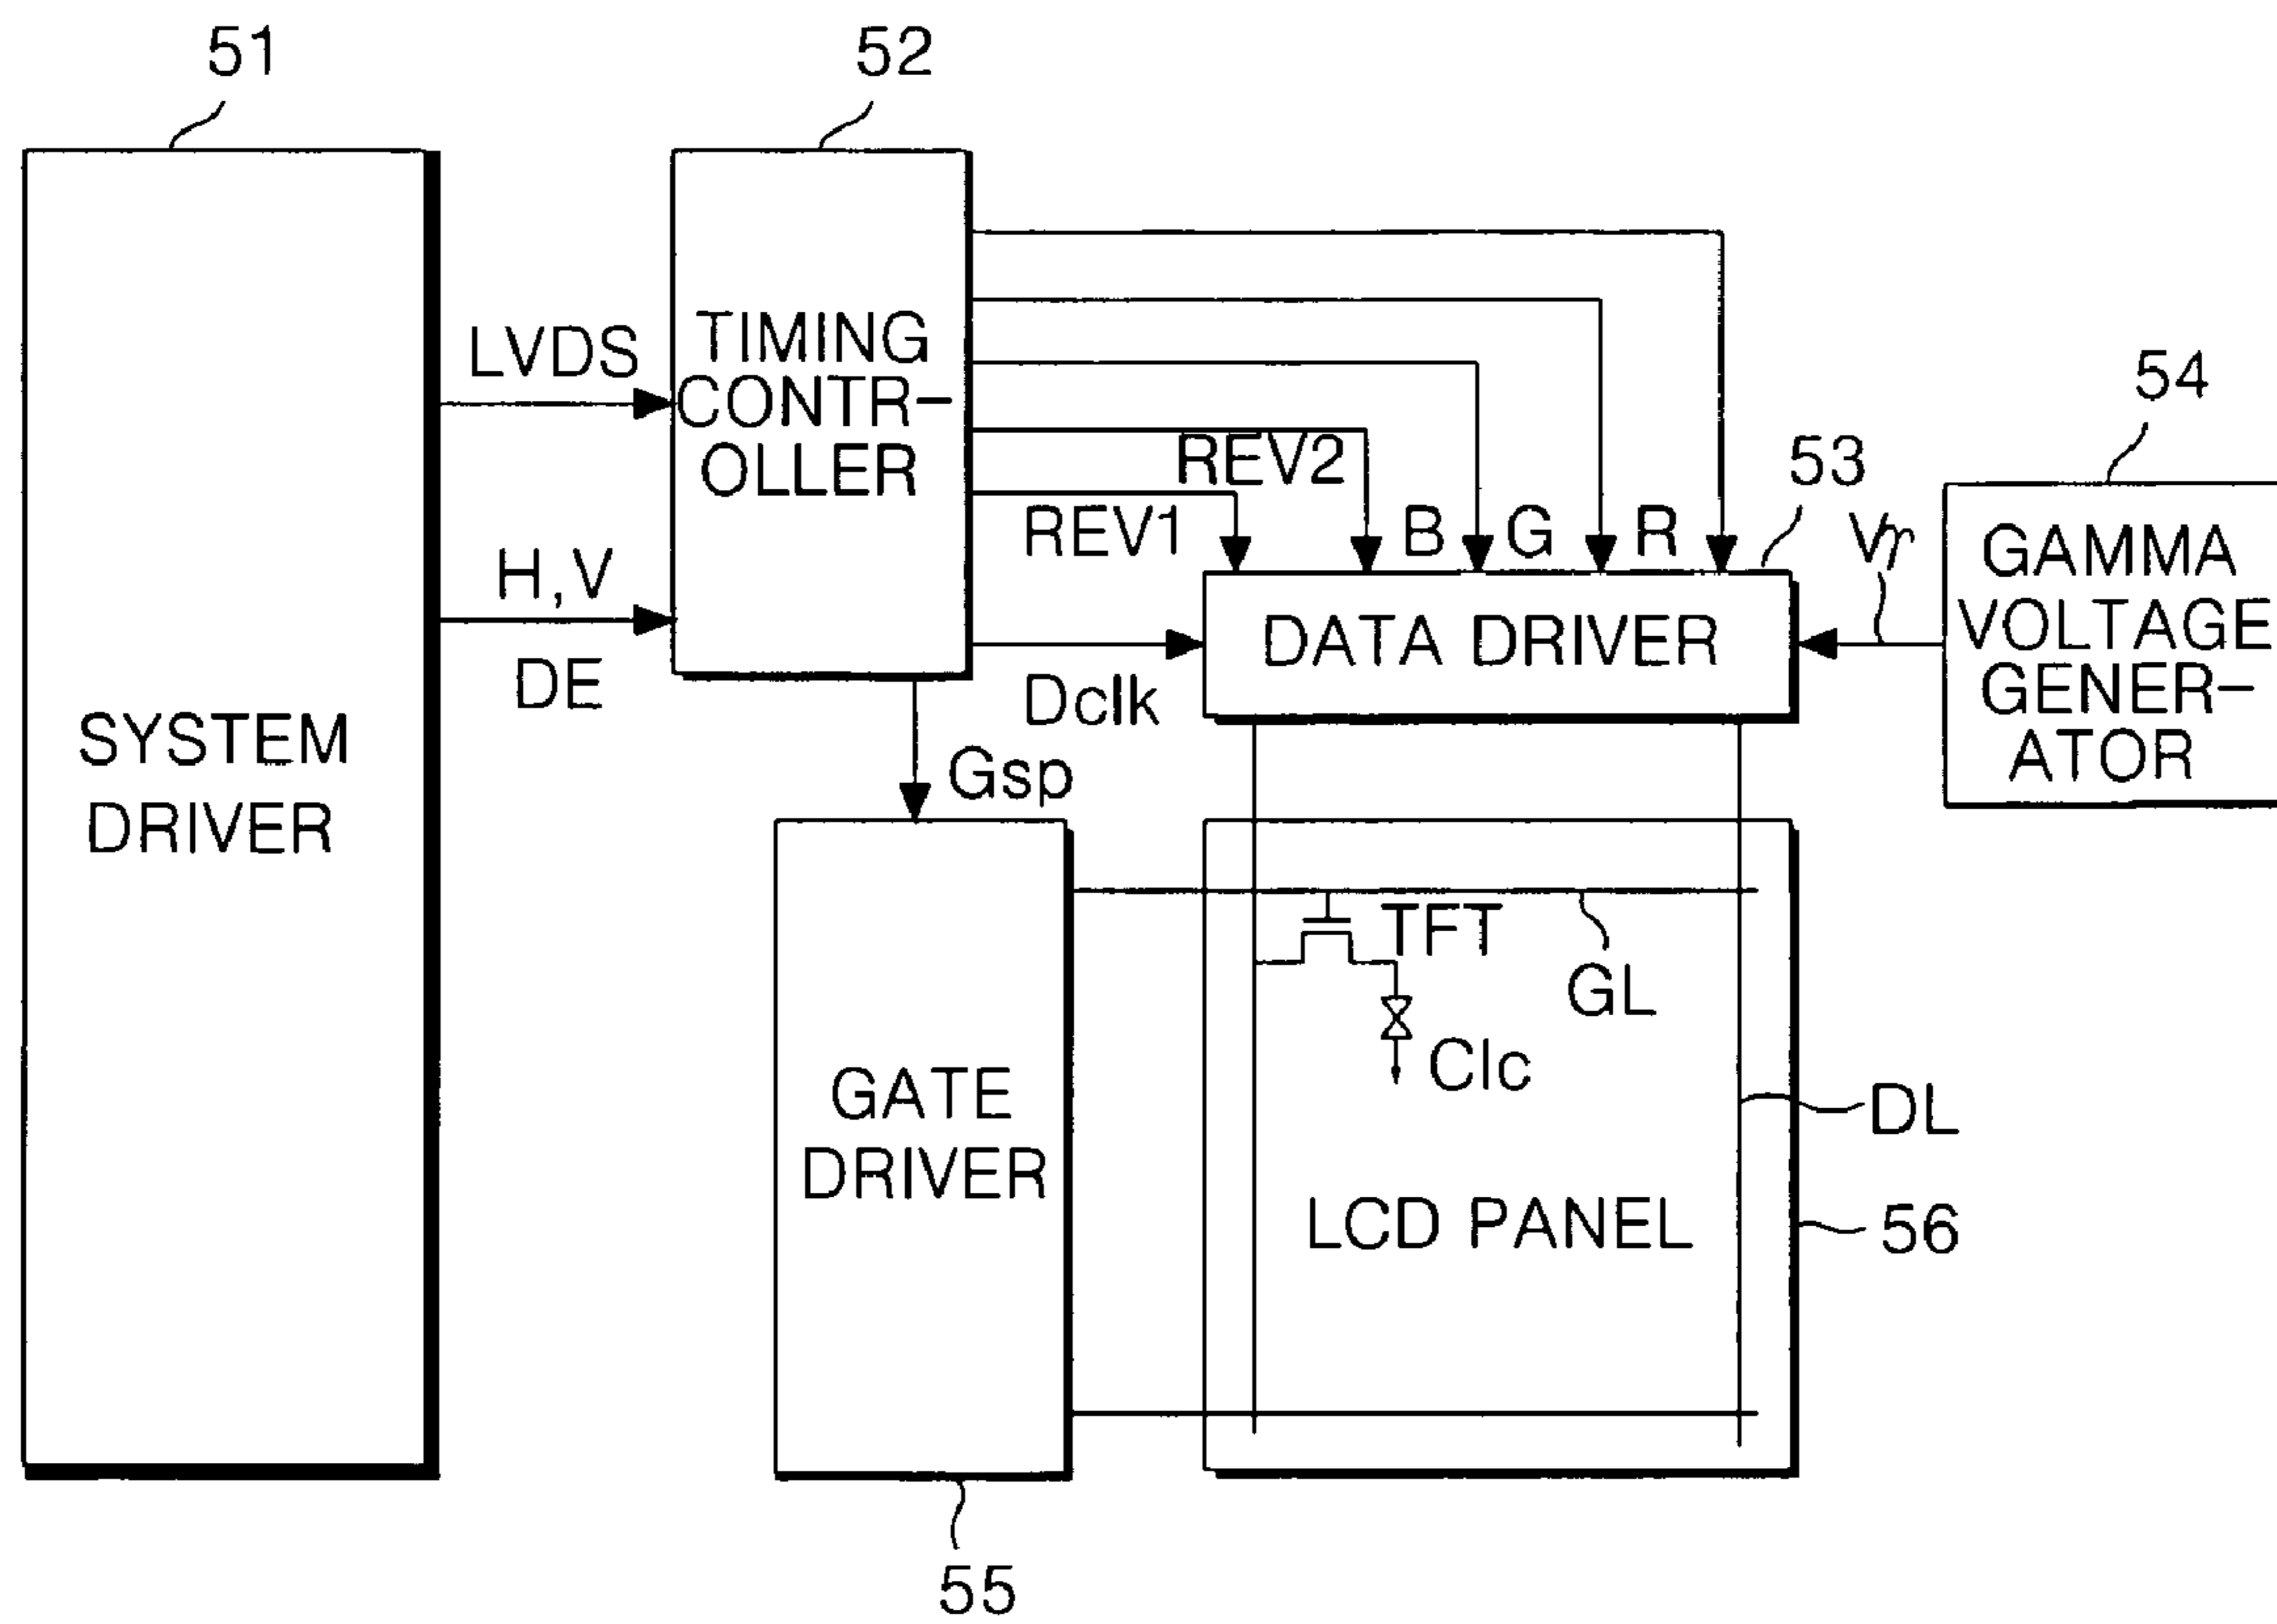 51
52
LVDS
TIMING
CONTR-
OLLER
54
REV2
53
REV1
B
G
R
Vγ
H,V
GAMMA
VOLTAGE
GENER-
ATOR
DATA DRIVER
DE
Dclk
SYSTEM
DRIVER
Gsp
TFT
GL
Clc
GATE
DRIVER
DL
LCD PANEL
56
55